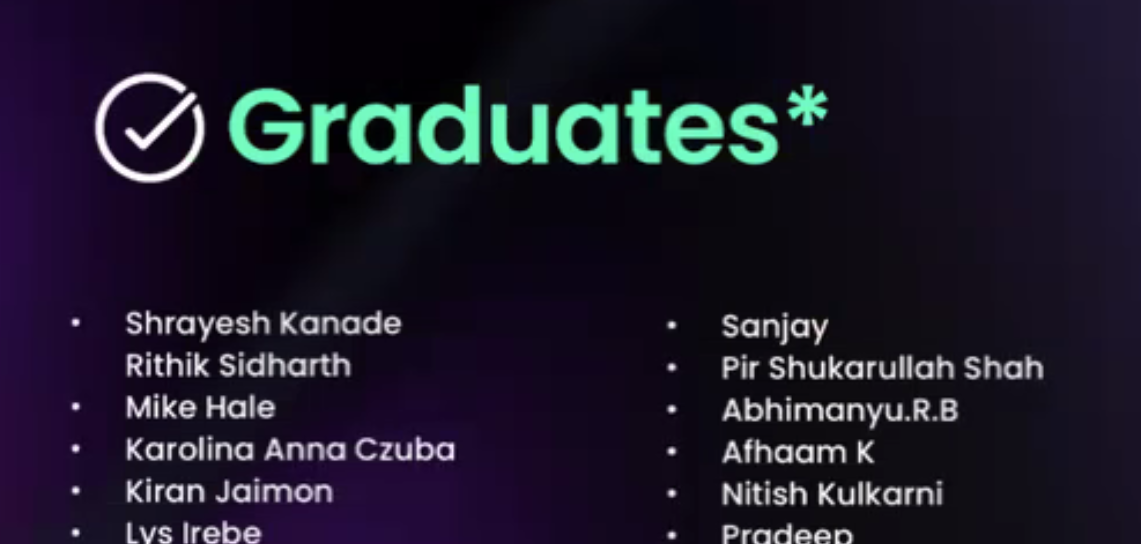 Graduates*
• Shrayesh Kanade
Rithik Sidharth
• Mike Hale
• Karolina Anna Czuba
• Kiran Jaimon
• Lys Irebe
• Sanjay
• Pir Shukarullah Shah
• Abhimanyu.R.B
• Afhaam K
• Nitish Kulkarni
• Pradeep